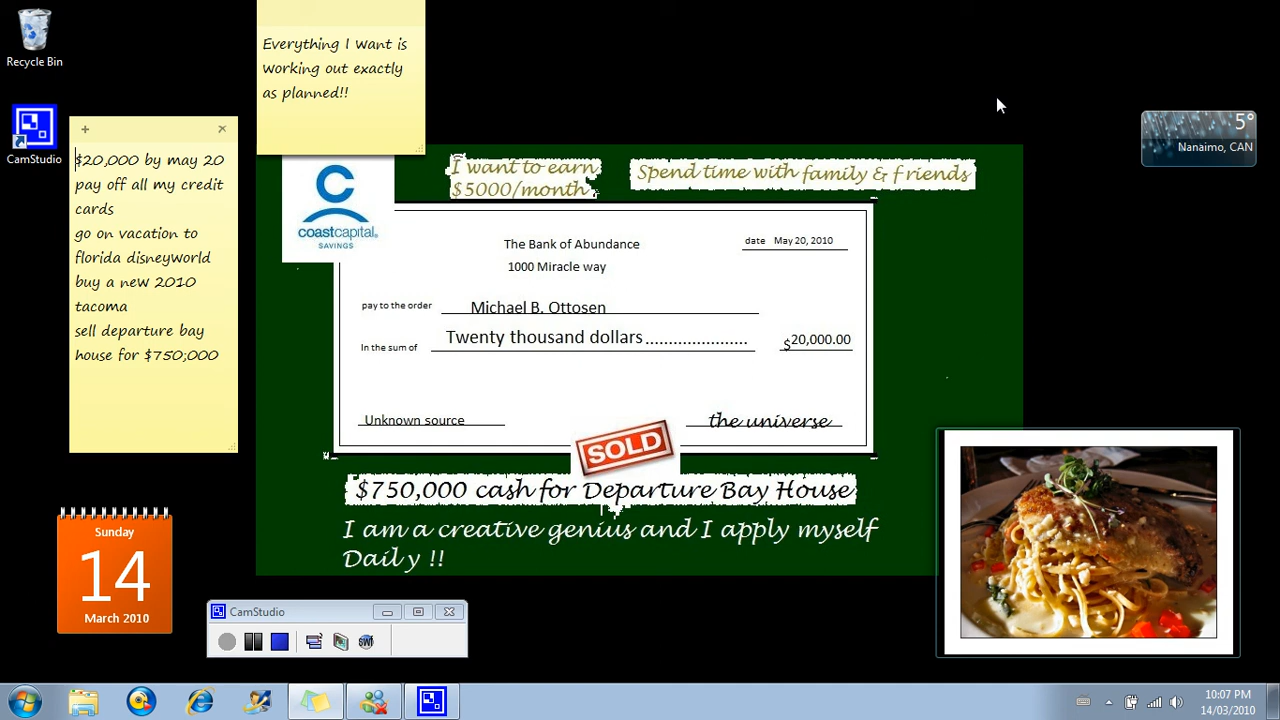 Recycle Bin
CamStudio
$20,000 by may 20
pay off all my credit
cards
go on vacation to
florida disneyworld
buy a new 2010
tacoma
sell departure bay
house for $750;000
Everything I Want is
Working out exactly
as planned!!
5°
Nanaimo, CAN
coastcapital
SAVINGS
I want to earn
$5000/month
Spend time with family & friends
The Bank of Abundance
1000 Miracle way
date May 20, 2010
pay to the order Michael B. Ottosen
In the sum of Twenty thousand dollars...................... $20,000.00
Unknown source
the universe
SOLD
$750,000 cash for Departure Bay House
I am a creative genius and I apply myself
Daily !!
Sunday
14
March 2010
CamStudio
SWF
10:07 PM
14/03/2010